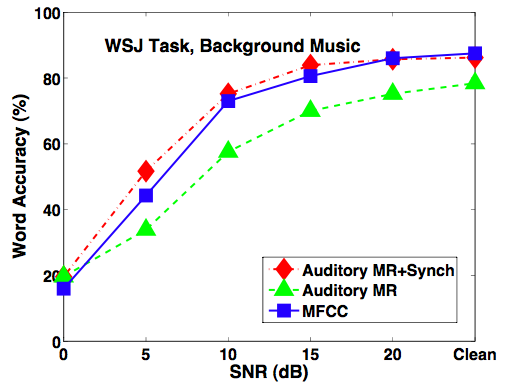 100
WSJ Task, Background Music
80
60
40
20
0
Word Accuracy (%)
Auditory MR+Synch
Auditory MR
MFCC
0 5 10 15 20 Clean
SNR (dB)